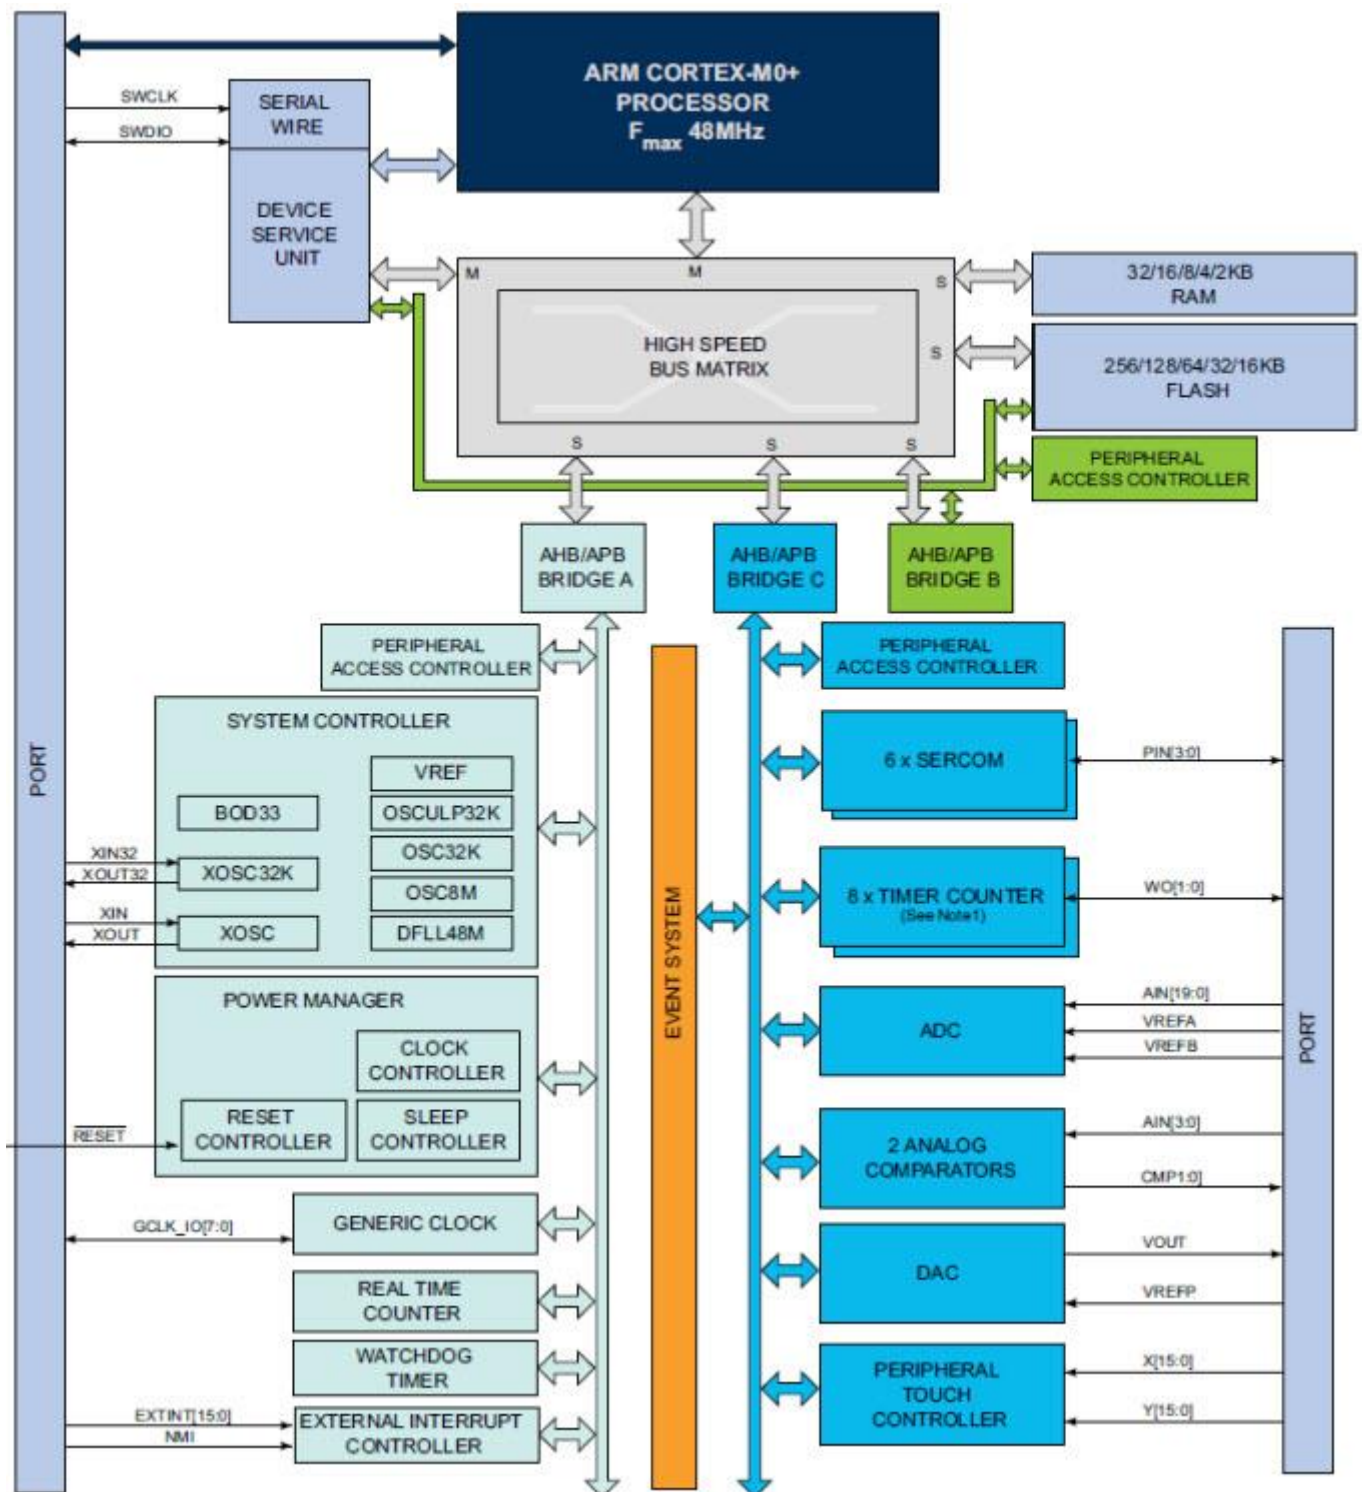 ARM CORTEX-M0+
PROCESSOR
Fmax 48MHz
SWCLK
SWDIO
SERIAL
WIRE
DEVICE
SERVICE
UNIT
M
M
S
32/16/8/4/2KB
RAM
HIGH SPEED
BUS MATRIX
S
256/128/64/32/16KB
FLASH
S
S
S
PERIPHERAL
ACCESS CONTROLLER
AHB/APB
BRIDGE A
AHB/APB
BRIDGE C
AHB/APB
BRIDGE B
PORT
PERIPHERAL
ACCESS CONTROLLER
SYSTEM CONTROLLER
VREF
BOD33
OSCULP32K
XIN32
XOUT32
XOSC32K
OSC32K
OSC8M
XIN
XOUT
XOSC
DFLL48M
POWER MANAGER
CLOCK
CONTROLLER
RESET
RESET
CONTROLLER
SLEEP
CONTROLLER
GCLK_IO[7:0]
GENERIC CLOCK
REAL TIME
COUNTER
WATCHDOG
TIMER
EXTINT[15:0]
NMI
EXTERNAL INTERRUPT
CONTROLLER
EVENT SYSTEM
PERIPHERAL
ACCESS CONTROLLER
6 x SERCOM
PIN[3:0]
8 x TIMER COUNTER
(See Note1)
WO[1:0]
ADC
AIN[19:0]
VREFA
VREFB
2 ANALOG
COMPARATORS
AIN[3:0]
CMP1:0]
DAC
VOUT
VREFP
PERIPHERAL
TOUCH
CONTROLLER
X[15:0]
Y[15:0]
PORT